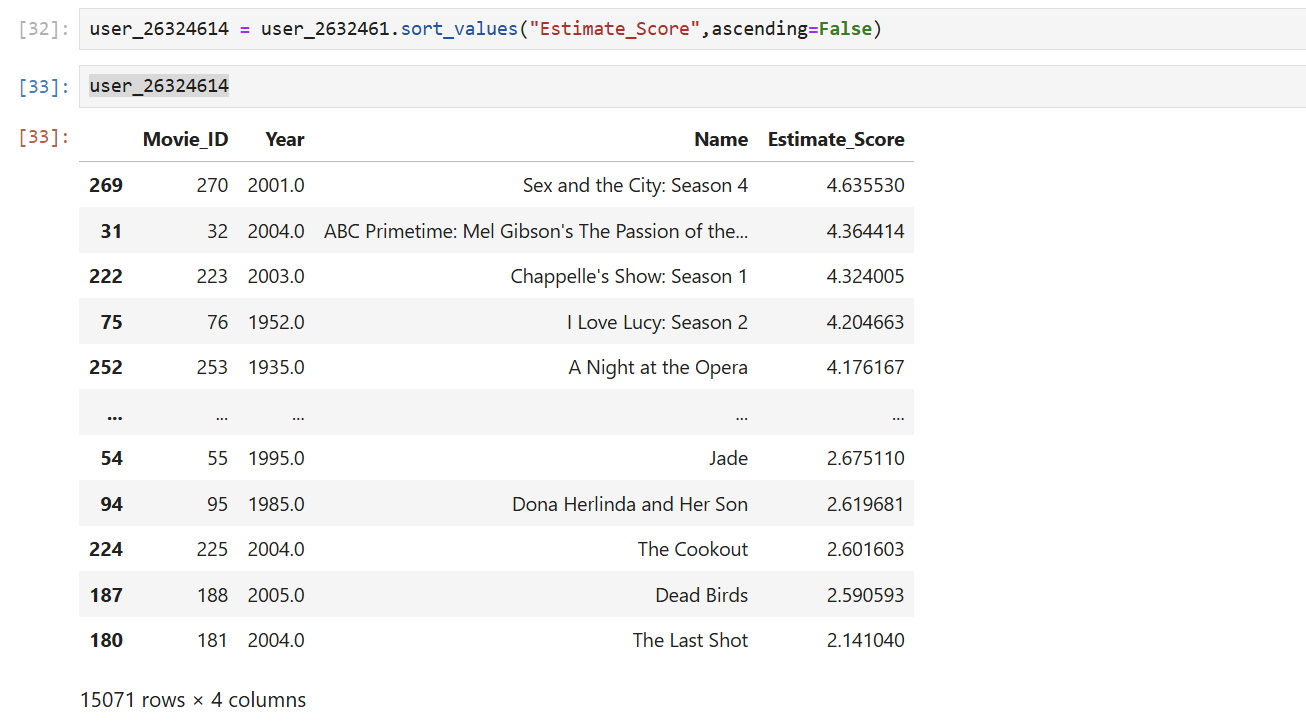 [32]: user_26324614 = user_2632461.sort_values("Estimate_Score",ascending=False)
[33]: user_26324614
[33]:
Movie_ID Year Name Estimate_Score
269 270 2001.0 Sex and the City: Season 4 4.635530
31 32 2004.0 ABC Primetime: Mel Gibson's The Passion of the... 4.364414
222 223 2003.0 Chappelle's Show: Season 1 4.324005
75 76 1952.0 I Love Lucy: Season 2 4.204663
252 253 1935.0 A Night at the Opera 4.176167
... ... ... ... ...
54 55 1995.0 Jade 2.675110
94 95 1985.0 Dona Herlinda and Her Son 2.619681
224 225 2004.0 The Cookout 2.601603
187 188 2005.0 Dead Birds 2.590593
180 181 2004.0 The Last Shot 2.141040
15071 rows × 4 columns